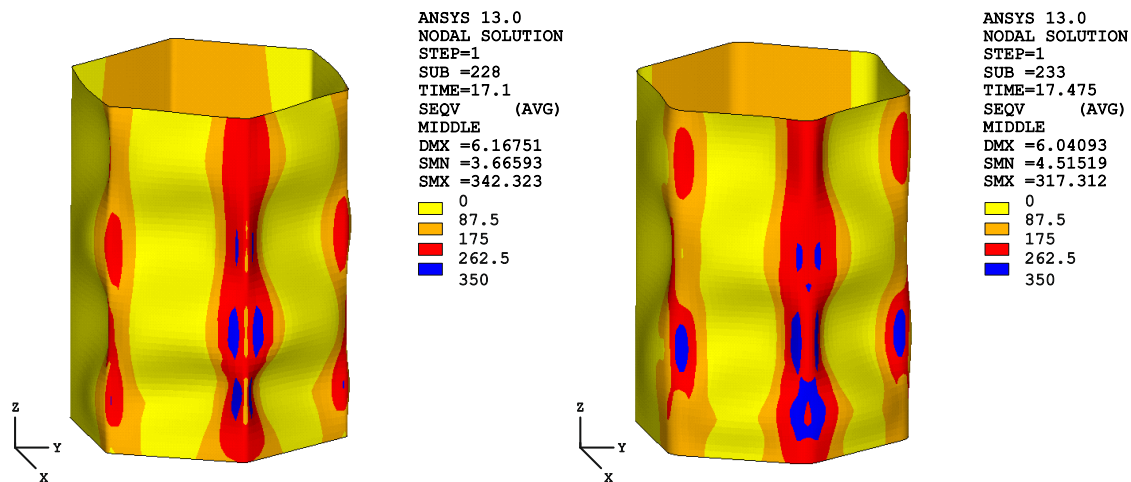 ANSYS 13.0
NODAL SOLUTION
STEP=1
SUB =228
TIME=17.1
SEQV (AVG)
MIDDLE
DMX =6.16751
SMN =3.66593
SMX =342.323
0
87.5
175
262.5
350
Z
Y
X
ANSYS 13.0
NODAL SOLUTION
STEP=1
SUB =233
TIME=17.475
SEQV (AVG)
MIDDLE
DMX =6.04093
SMN =4.51519
SMX =317.312
0
87.5
175
262.5
350
Z
Y
X